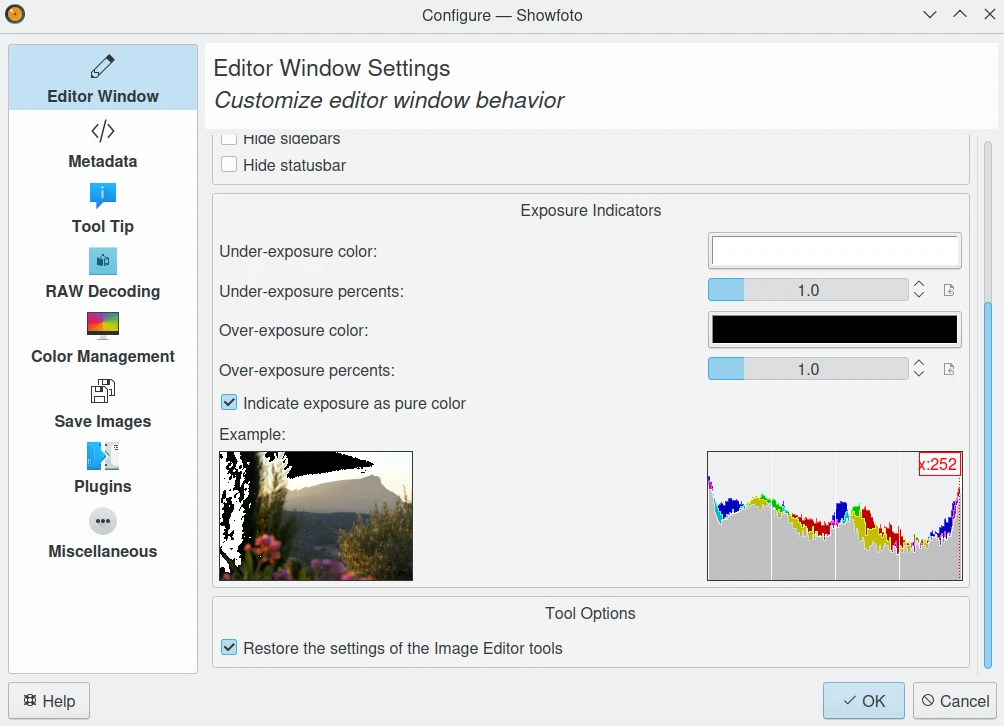 Configure — Showfoto
Editor Window
Metadata
Tool Tip
RAW Decoding
Color Management
Save Images
Plugins
Miscellaneous
Editor Window Settings
Customize editor window behavior
Hide sidebars
Hide statusbar
Exposure Indicators
Under-exposure color:
Under-exposure percents: 1.0
Over-exposure color:
Over-exposure percents: 1.0
Indicate exposure as pure color
Example:
x:252
Tool Options
Restore the settings of the Image Editor tools
Help
OK
Cancel